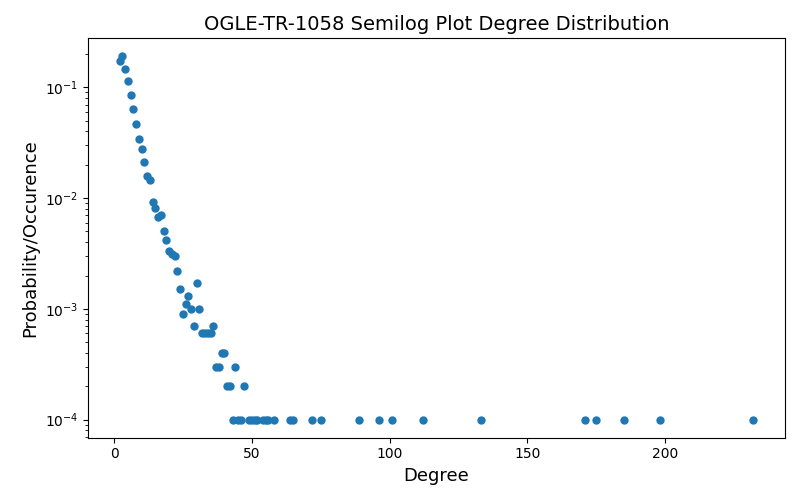 OGLE-TR-1058 Semilog Plot Degree Distribution
Probability/Occurence
10⁻¹
10⁻²
10⁻³
10⁻⁴
0 50 100 150 200
Degree